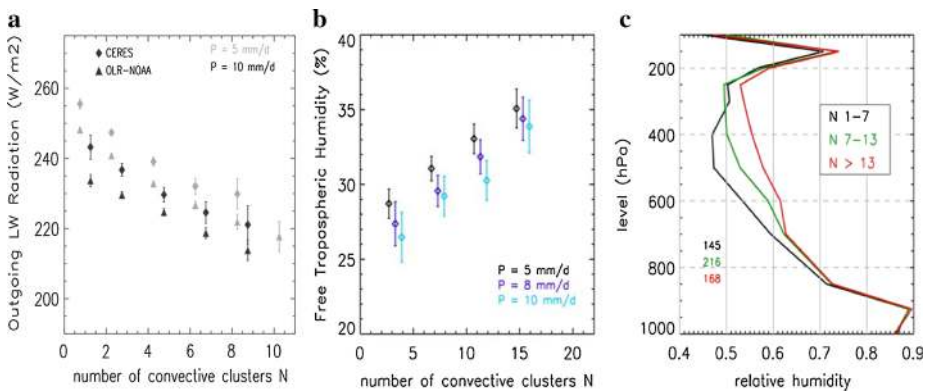 a
Outgoing LW Radiation (W/m2)
270
260
250
240
230
220
210
200
CERES
OLR-NOAA
P = 5 mm/d
P = 10 mm/d
0 2 4 6 8 10
number of convective clusters N
b
Free Tropospheric Humidity (%)
40
35
30
25
20
P = 5 mm/d
P = 8 mm/d
P = 10 mm/d
0 5 10 15 20
number of convective clusters N
c
level (hPa)
200
400
600
800
1000
N 1-7
N 7-13
N > 13
145
216
168
0.4 0.5 0.6 0.7 0.8 0.9
relative humidity